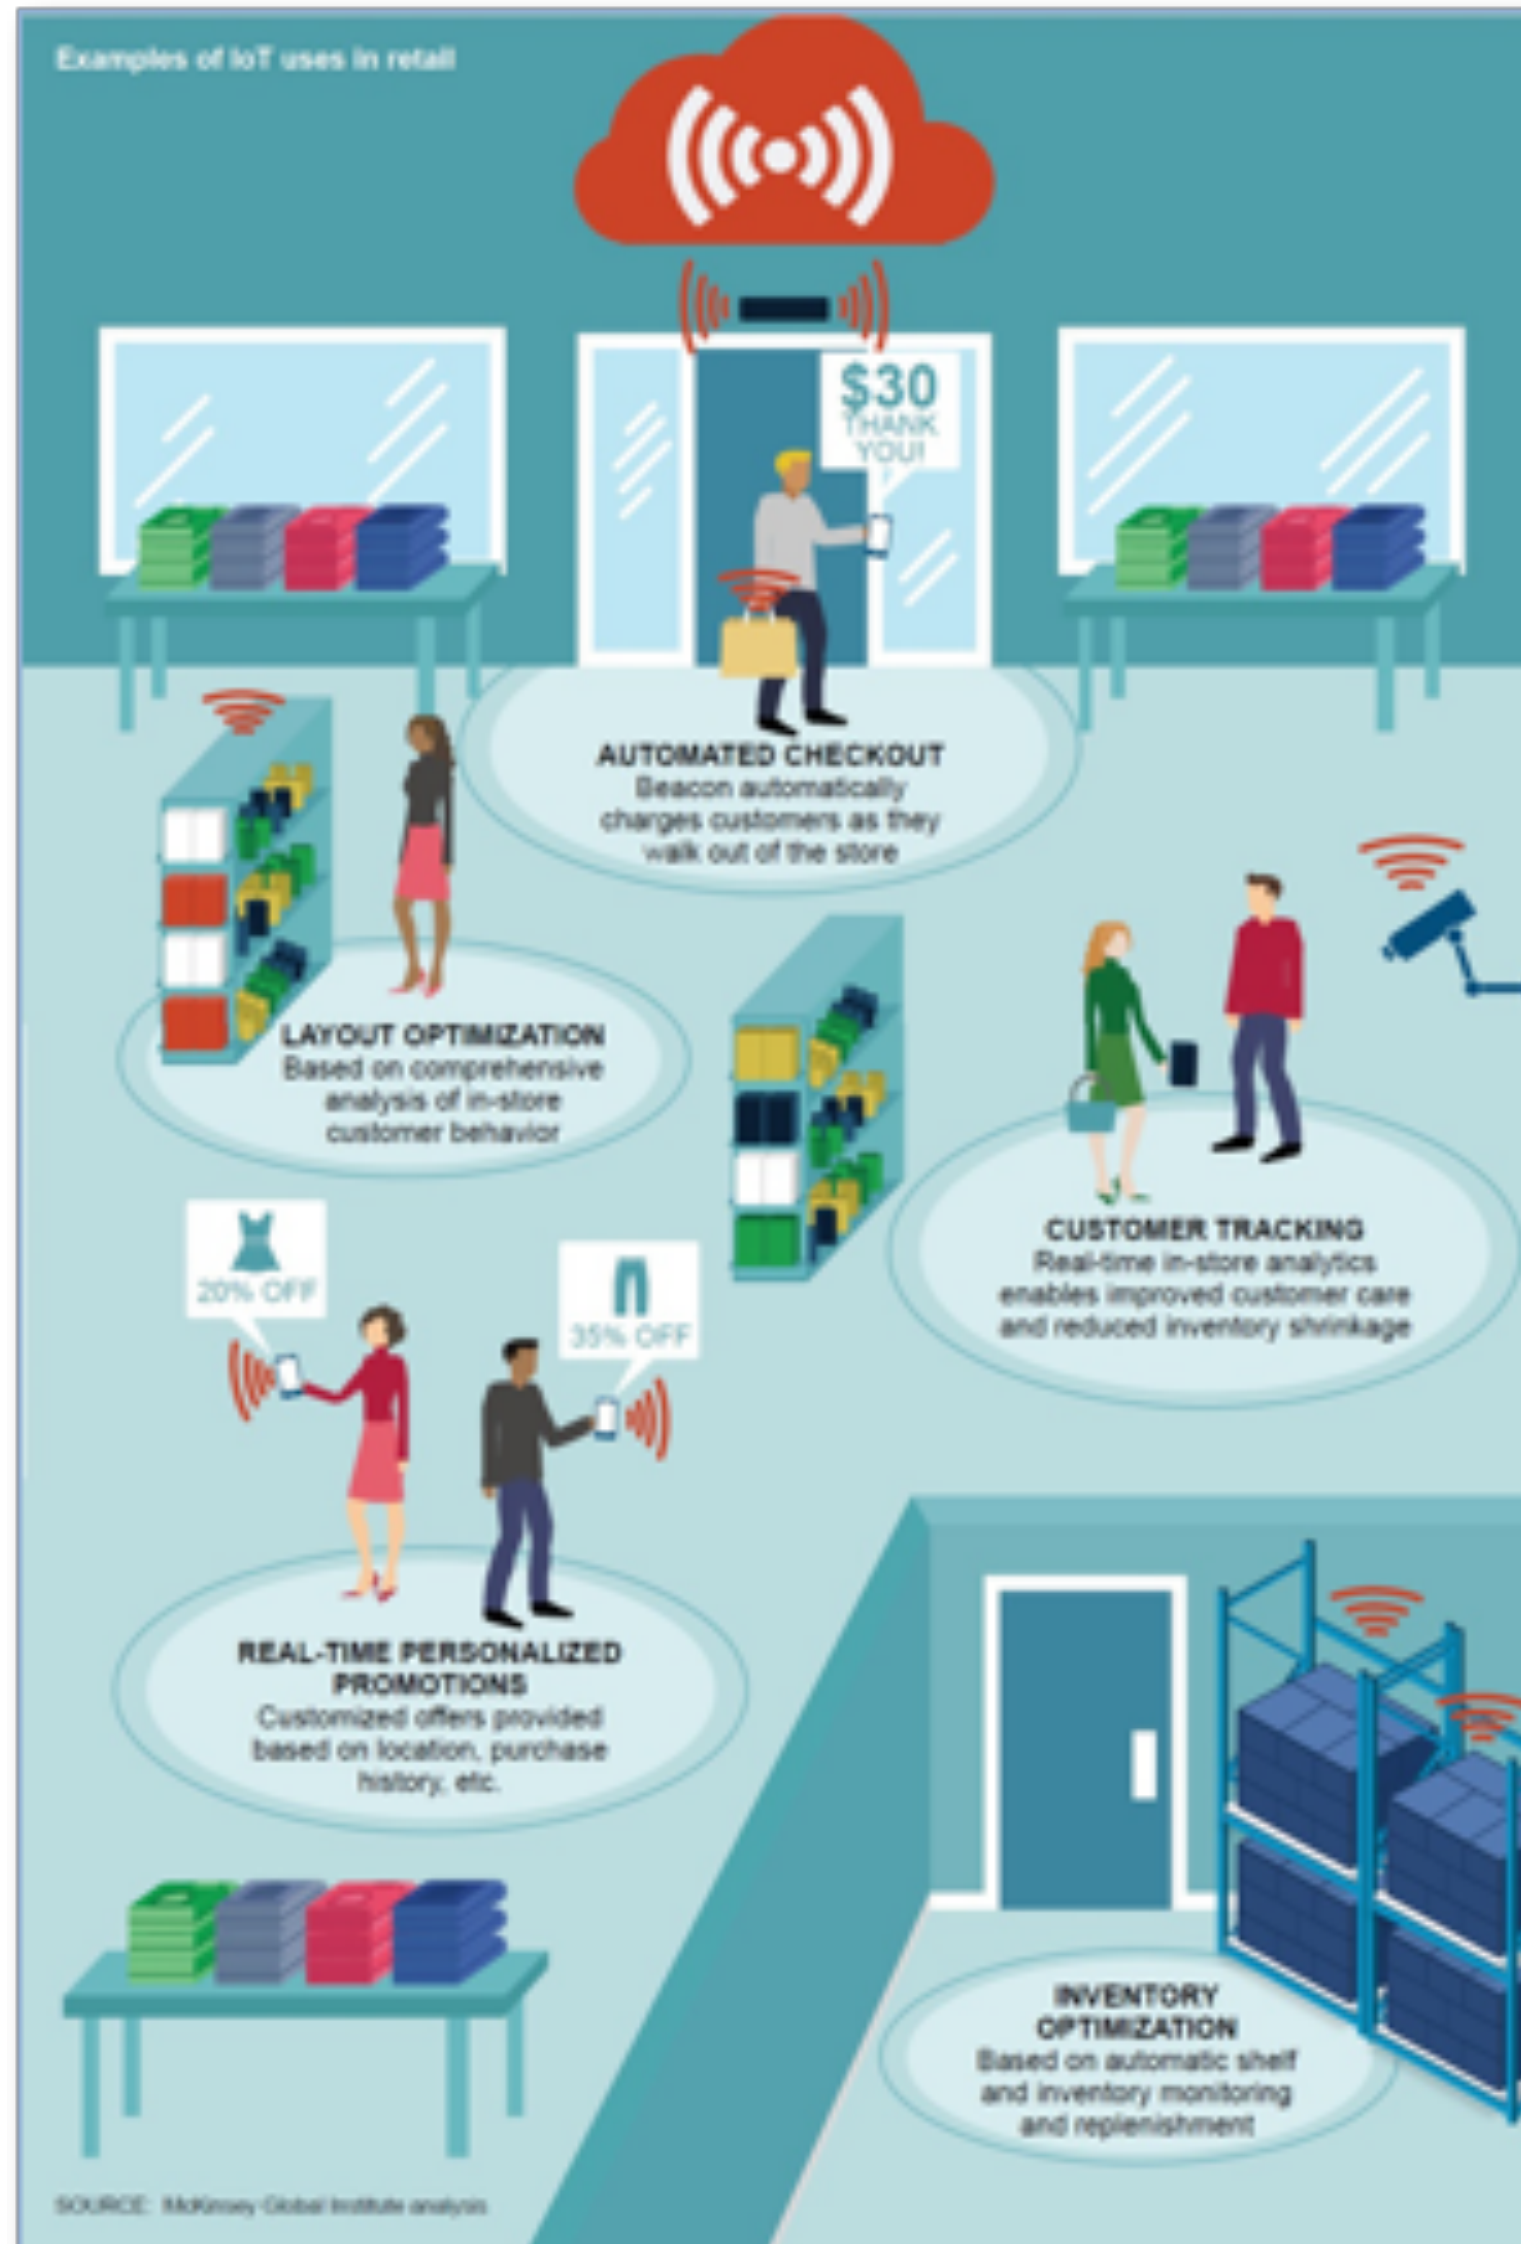 Examples of IoT uses in retail
$30
THANK
YOU!
AUTOMATED CHECKOUT
Beacon automatically
charges customers as they
walk out of the store
LAYOUT OPTIMIZATION
Based on comprehensive
analysis of in-store
customer behavior
CUSTOMER TRACKING
Real-time in-store analytics
enables improved customer care
and reduced inventory shrinkage
20% OFF
35% OFF
REAL-TIME PERSONALIZED
PROMOTIONS
Customized offers provided
based on location, purchase
history, etc.
INVENTORY
OPTIMIZATION
Based on automatic shelf
and inventory monitoring
and replenishment
SOURCE: McKinsey Global Institute analysis